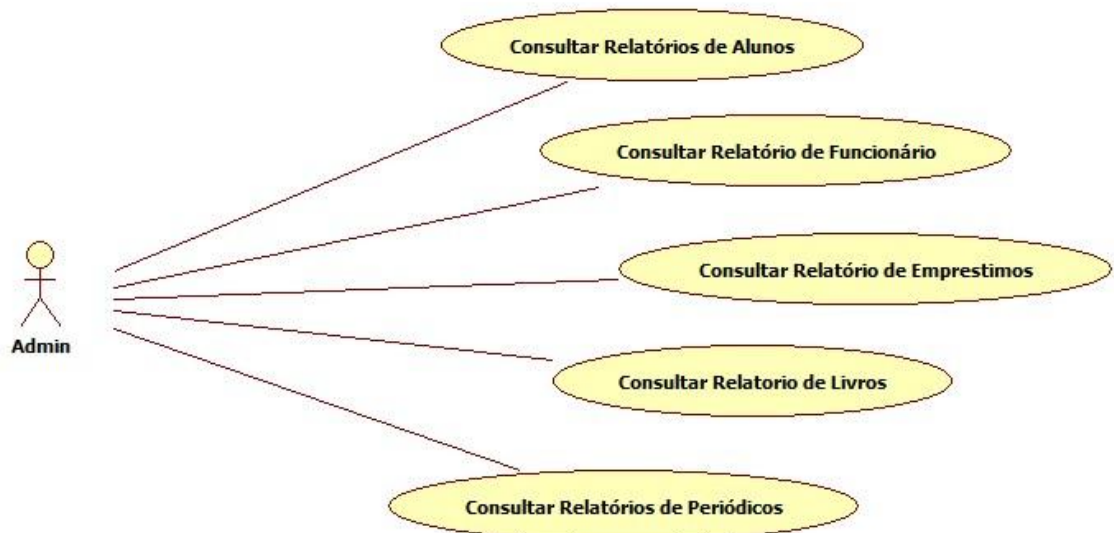 Consultar Relatórios de Alunos
Consultar Relatório de Funcionário
Consultar Relatório de Emprestimos
Admin
Consultar Relatorio de Livros
Consultar Relatórios de Periódicos